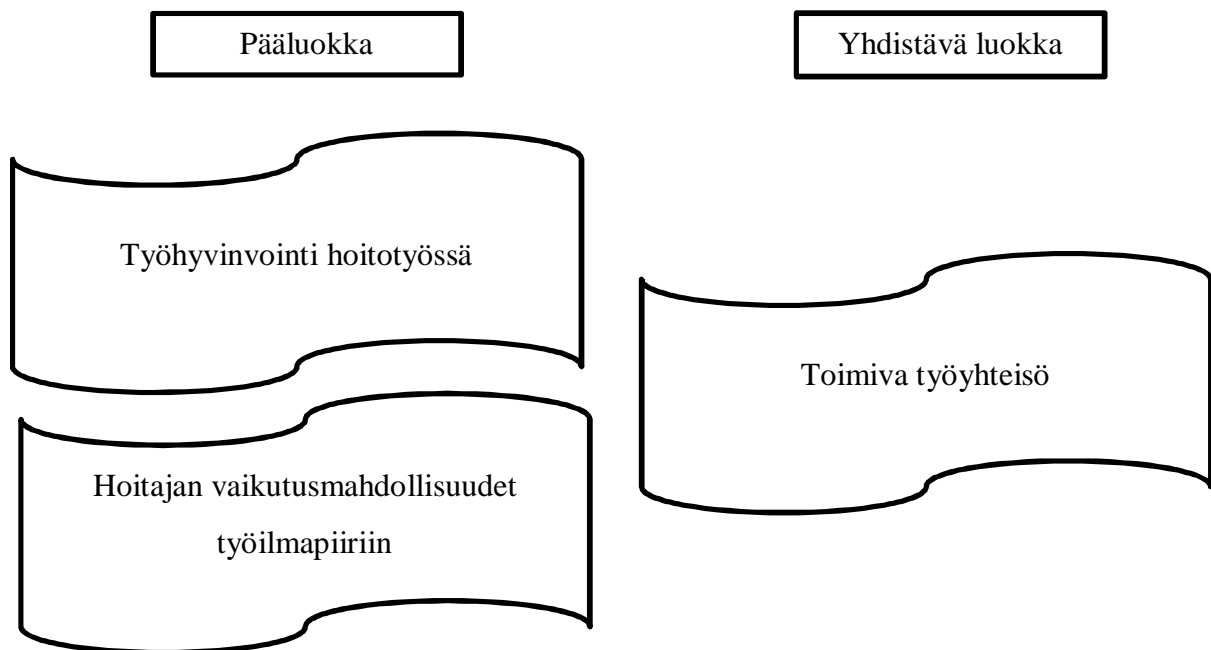 Pääluokka
Yhdistävä luokka
Työhyvinvointi hoitotyössä
Hoitajan vaikutusmahdollisuudet
työilmapiiriin
Toimiva työyhteisö